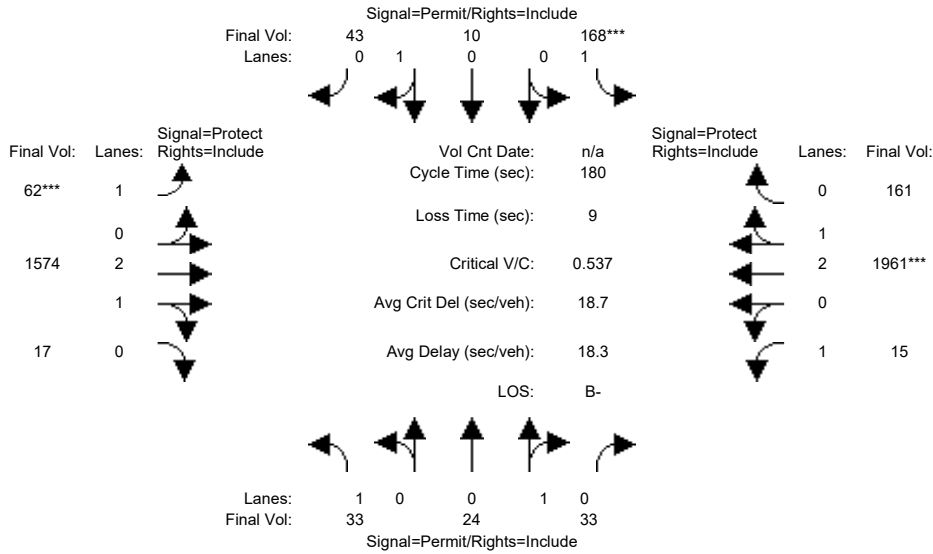 Signal=Permit/Rights=Include
Final Vol: 43 10 168***
Lanes: 0 1 0 0 1
Signal=Protect
Final Vol: Lanes: Rights=Include
Vol Cnt Date: n/a
Signal=Protect
Rights=Include Lanes: Final Vol:
Cycle Time (sec): 180
62*** 1
0 161
Loss Time (sec): 9
0
1
1574 2
Critical V/C: 0.537
2 1961***
1
Avg Crit Del (sec/veh): 18.7
0
17 0
Avg Delay (sec/veh): 18.3
1 15
LOS: B-
Lanes: 1 0 0 1 0
Final Vol: 33 24 33
Signal=Permit/Rights=Include